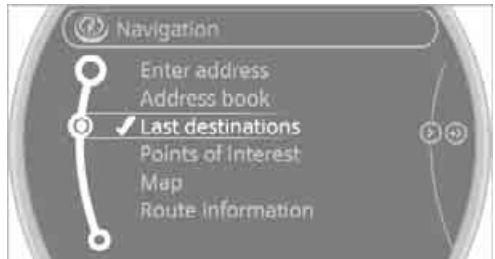 Navigation
Enter address
Address book
Last destinations
Points of Interest
Map
Route information